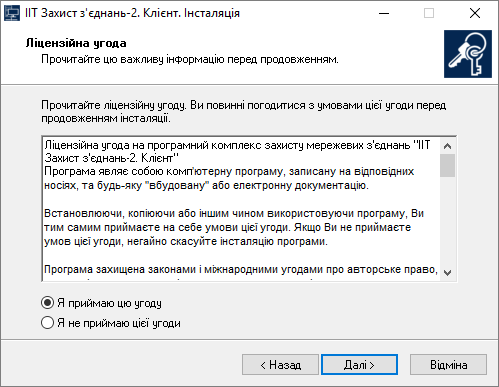 ІІТ Захист з'єднань-2. Клієнт. Інсталяція
Ліцензійна угода
Прочитайте цю важливу інформацію перед продовженням.
Прочитайте ліцензійну угоду. Ви повинні погодитися з умовами цієї угоди перед
продовженням інсталяції.
Ліцензійна угода на програмний комплекс захисту мережевих з'єднань "ІІТ
Захист з'єднань-2. Клієнт"
Програма являє собою комп'ютерну програму, записану на відповідних
носіях, та будь-яку "вбудовану" або електронну документацію.
Встановлюючи, копіюючи або іншим чином використовуючи програму, Ви
тим самим приймаєте на себе умови цієї угоди. Якщо Ви не приймаєте
умов цієї угоди, негайно скасуйте інсталяцію програми.
Програма захищена законами і міжнародними угодами про авторське право,
Я приймаю цю угоду
Я не приймаю цієї угоди
< Назад
Далі >
Відміна